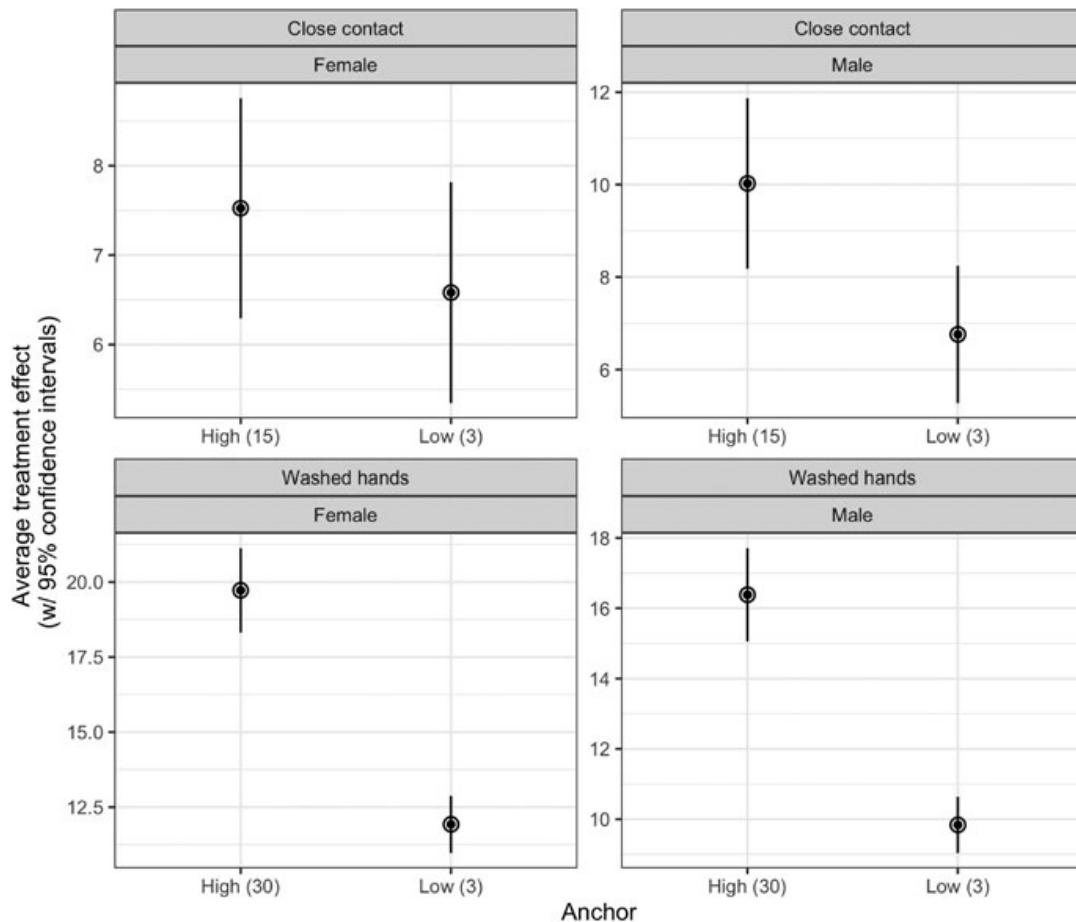 Close contact
Female
Close contact
Male
8
7
6
12
10
8
6
High (15)
Low (3)
High (15)
Low (3)
Average treatment effect
(w/ 95% confidence intervals)
Washed hands
Female
Washed hands
Male
20.0
17.5
15.0
12.5
18
16
14
12
10
High (30)
Low (3)
High (30)
Low (3)
Anchor